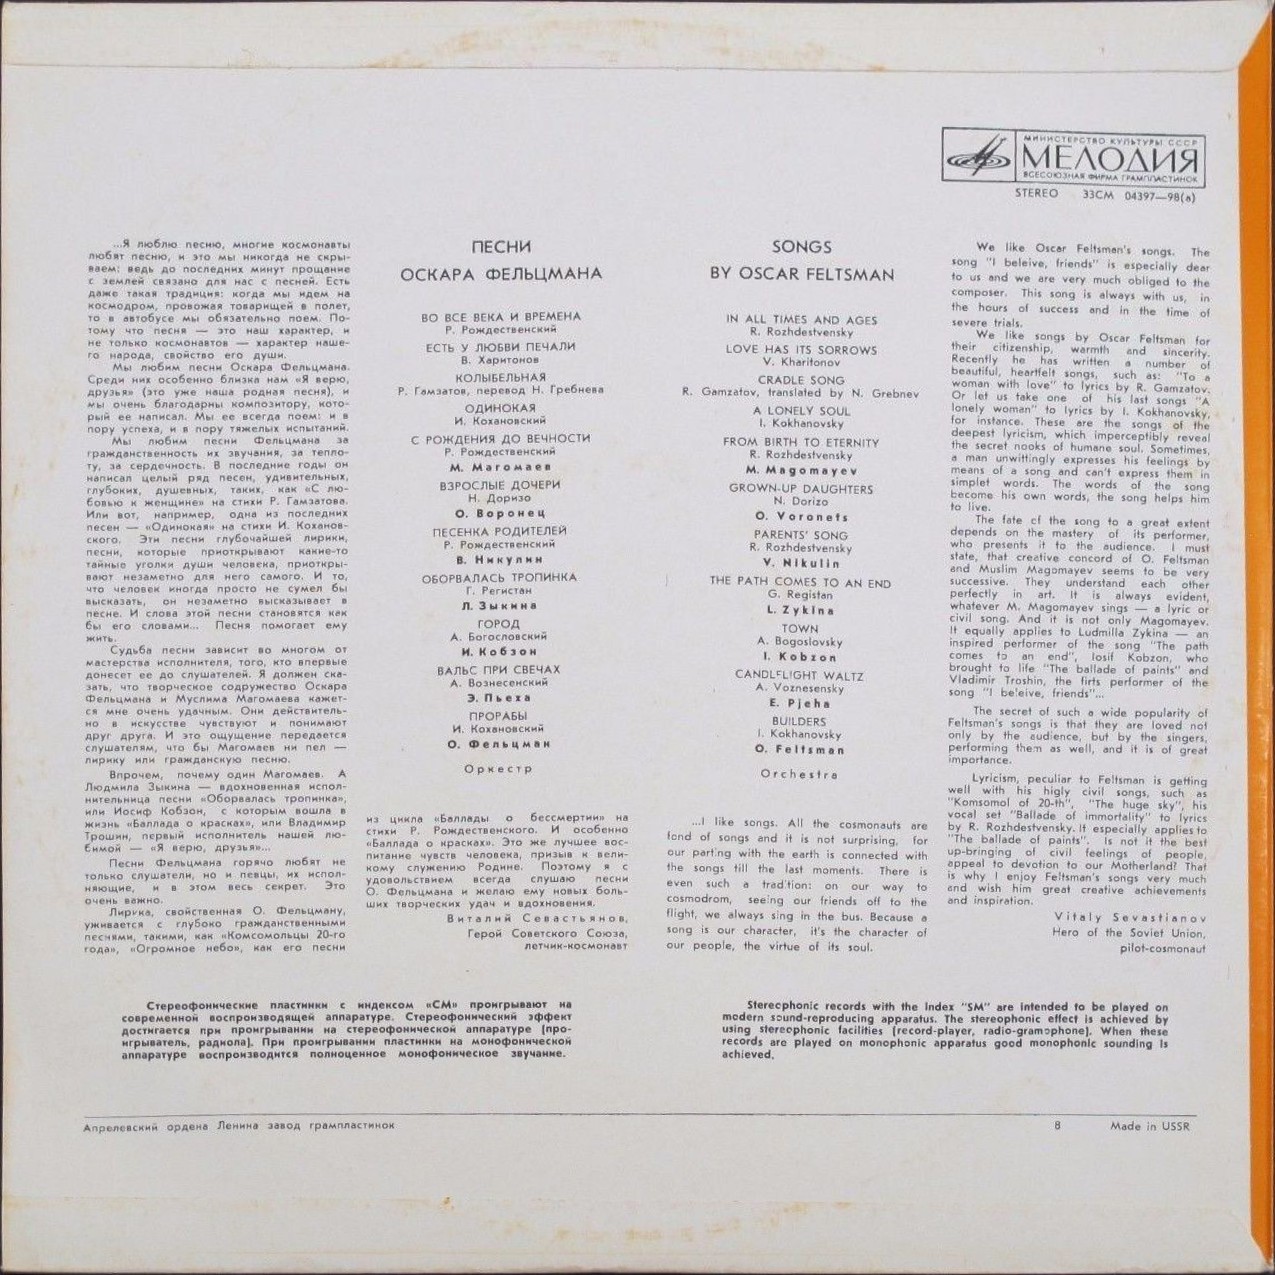 МИНИСТЕРСТВО КУЛЬТУРЫ СССР
МЕЛОДИЯ
ВСЕСОЮЗНАЯ ФИРМА ГРАМПЛАСТИНОК
STEREO 33СМ 04397—98(а)
...Я люблю песню, многие космонавты
любят песню, и это мы никогда не скры-
ваем: ведь до последних минут прощание
с землей связано для нас с песней. Есть
даже такая традиция: когда мы идем на
космодром, провожая товарищей в полет,
то в автобусе мы обязательно поем. По-
тому что песня — это наш характер, и
не только космонавтов — характер наше-
го народа, свойство его души.
Мы любим песни Оскара Фельцмана.
Среди них особенно близка нам «Я верю,
друзья» (это уже наша родная песня), и
мы очень благодарны композитору, кото-
рый ее написал. Мы ее всегда поем: и в
пору успеха, и в пору тяжелых испытаний.
Мы любим песни Фельцмана за
гражданственность их звучания, за тепло-
ту, за сердечность. В последние годы он
написал целый ряд песен, удивительных,
глубоких, душевных, таких, как «С лю-
бовью к женщине» на стихи Р. Гамзатова.
Или вот, например, одна из последних
песен — «Одинокая» на стихи И. Коханов-
ского. Эти песни глубочайшей лирики,
песни, которые приоткрывают какие-то
тайные уголки души человека, приоткры-
вают незаметно для него самого. И то,
что человек иногда просто не сумел бы
высказать, он незаметно высказывает в
песне. И слова этой песни становятся как
бы его словами... Песня помогает ему
жить.
Судьба песни зависит во многом от
мастерства исполнителя, того, кто впервые
донесет ее до слушателей. Я должен ска-
зать, что творческое содружество Оскара
Фельцмана и Муслима Магомаева кажет-
ся мне очень удачным. Они действитель-
но в искусстве чувствуют и понимают
друг друга. И это ощущение передается
слушателям, что бы Магомаев ни пел —
лирику или гражданскую песню.
Впрочем, почему один Магомаев. А
Людмила Зыкина — вдохновенная испол-
нительница песни «Оборвалась тропинка»,
или Иосиф Кобзон, с которым вошла в
жизнь «Баллада о красках», или Владимир
Трошин, первый исполнитель нашей лю-
бимой — «Я верю, друзья»...
Песни Фельцмана горячо любят не
только слушатели, но и певцы, их испол-
няющие, и в этом весь секрет. Это
очень важно.
Лирика, свойственная О. Фельцману,
уживается с глубоко гражданственными
песнями, такими, как «Комсомольцы 20-го
года», «Огромное небо», как его песни
ПЕСНИ
ОСКАРА ФЕЛЬЦМАНА
ВО ВСЕ ВЕКА И ВРЕМЕНА
Р. Рождественский
ЕСТЬ У ЛЮБВИ ПЕЧАЛИ
В. Харитонов
КОЛЫБЕЛЬНАЯ
Р. Гамзатов, перевод Н. Гребнева
ОДИНОКАЯ
И. Кохановский
С РОЖДЕНИЯ ДО ВЕЧНОСТИ
Р. Рождественский
М. Магомаев
ВЗРОСЛЫЕ ДОЧЕРИ
Н. Доризо
О. Воронец
ПЕСЕНКА РОДИТЕЛЕЙ
Р. Рождественский
В. Никулин
ОБОРВАЛАСЬ ТРОПИНКА
Г. Регистан
Л. Зыкина
ГОРОД
А. Богословский
И. Кобзон
ВАЛЬС ПРИ СВЕЧАХ
А. Вознесенский
Э. Пьеха
ПРОРАБЫ
И. Кохановский
О. Фельцман
Оркестр
из цикла «Баллады о бессмертии» на
стихи Р. Рождественского. И особенно
«Баллада о красках». Это же лучшее вос-
питание чувств человека, призыв к вели-
кому служению Родине. Поэтому я с
удовольствием всегда слушаю песни
О. Фельцмана и желаю ему новых боль-
ших творческих удач и вдохновения.
Виталий Севастьянов,
Герой Советского Союза,
летчик-космонавт
SONGS
BY OSCAR FELTSMAN
IN ALL TIMES AND AGES
R. Rozhdestvensky
LOVE HAS ITS SORROWS
V. Kharitonov
CRADLE SONG
R. Gamzatov, translated by N. Grebnev
A LONELY SOUL
I. Kokhanovsky
FROM BIRTH TO ETERNITY
R. Rozhdestvensky
M. Magomayev
GROWN-UP DAUGHTERS
N. Dorizo
O. Voronets
PARENTS' SONG
R. Rozhdestvensky
V. Nikulin
THE PATH COMES TO AN END
G. Registan
L. Zykina
TOWN
A. Bogoslovsky
I. Kobzon
CANDLFLIGHT WALTZ
A. Voznesensky
E. Pjeha
BUILDERS
I. Kokhanovsky
O. Feltsman
Orchestra
...I like songs. All the cosmonauts are
fond of songs and it is not surprising, for
our parting with the earth is connected with
the songs till the last moments. There is
even such a tradition: on our way to
cosmodrom, seeing our friends off to the
flight, we always sing in the bus. Because a
song is our character, it's the character of
our people, the virtue of its soul.
We like Oscar Feltsman's songs. The
song "I beleive, friends" is especially dear
to us and we are very much obliged to the
composer. This song is always with us, in
the hours of success and in the time of
severe trials.
We like songs by Oscar Feltsman for
their citizenship, warmth and sincerity.
Recently he has written a number of
beautiful, heartfelt songs, such as: "To a
woman with love" to lyrics by R. Gamzatov.
Or let us take one of his last songs "A
lonely woman" to lyrics by I. Kokhanovsky,
for instance. These are the songs of the
deepest lyricism, which imperceptibly reveal
the secret nooks of humane soul. Sometimes,
a man unwittingly expresses his feelings by
means of a song and can't express them in
simplet words. The words of the song
become his own words, the song helps him
to live.
The fate of the song to a great extent
depends on the mastery of its performer,
who presents it to the audience. I must
state, that creative concord of O. Feltsman
and Muslim Magomayev seems to be very
successive. They understand each other
perfectly in art. It is always evident,
whatever M. Magomayev sings — a lyric or
civil song. And it is not only Magomayev.
It equally applies to Ludmilla Zykina — an
inspired performer of the song "The path
comes to an end", Iosif Kobzon, who
brought to life "The ballade of paints" and
Vladimir Troshin, the firts performer of the
song "I beleive, friends"...
The secret of such a wide popularity of
Feltsman's songs is that they are loved not
only by the audience, but by the singers,
performing them as well, and it is of great
importance.
Lyricism, peculiar to Feltsman is getting
well with his higly civil songs, such as
"Komsomol of 20-th", "The huge sky", his
vocal set "Ballade of immortality" to lyrics
by R. Rozhdestvensky. It especially applies to
"The ballade of paints". Is not it the best
up-bringing of civil feelings of people,
appeal to devotion to our Motherland? That
is why I enjoy Feltsman's songs very much
and wish him great creative achievements
and inspiration.
Vitaly Sevastianov
Hero of the Soviet Union,
pilot-cosmonaut
Стереофонические пластинки с индексом «СМ» проигрывают на
современной воспроизводящей аппаратуре. Стереофонический эффект
достигается при проигрывании на стереофонической аппаратуре (про-
игрыватель, радиола). При проигрывании пластинки на монофонической
аппаратуре воспроизводится полноценное монофоническое звучание.
Stereophonic records with the index "SM" are intended to be played on
modern sound-reproducing apparatus. The stereophonic effect is achieved by
using stereophonic facilities (record-player, radio-gramophone). When these
records are played on monophonic apparatus good monophonic sounding is
achieved.
Апрелевский ордена Ленина завод грампластинок
8 Made in USSR